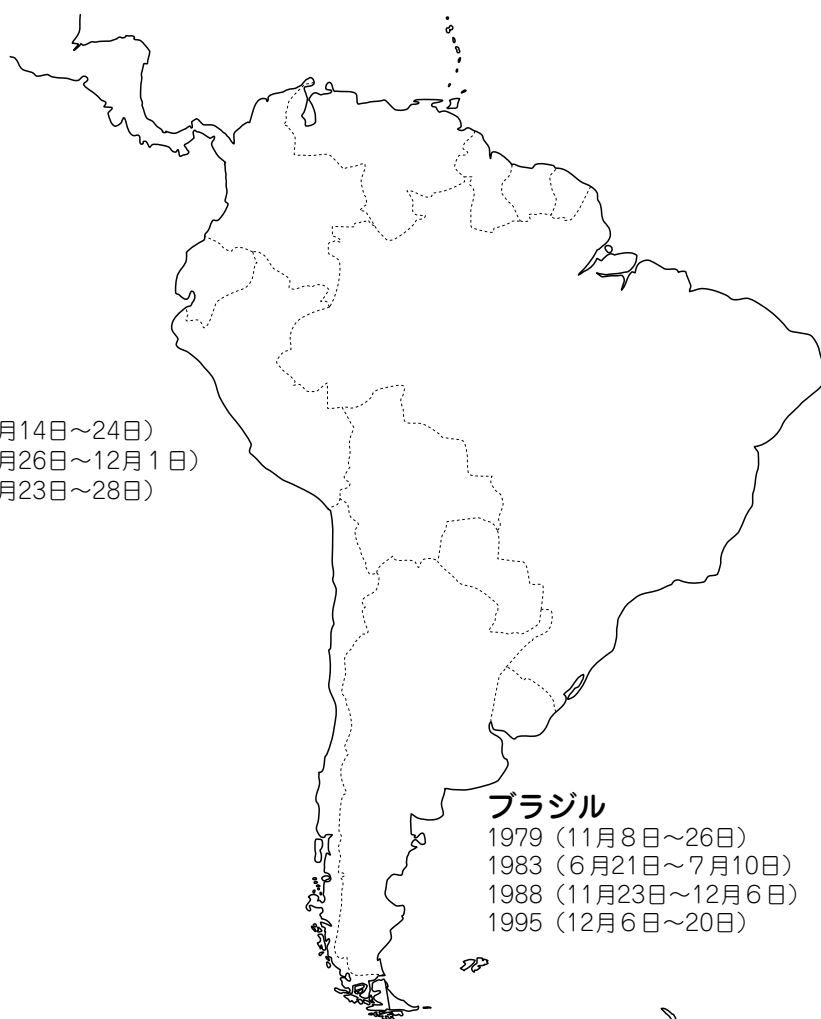 月14日～24日）
月26日～12月1日）
月23日～28日）
ブラジル
1979（11月8日～26日）
1983（6月21日～7月10日）
1988（11月23日～12月6日）
1995（12月6日～20日）